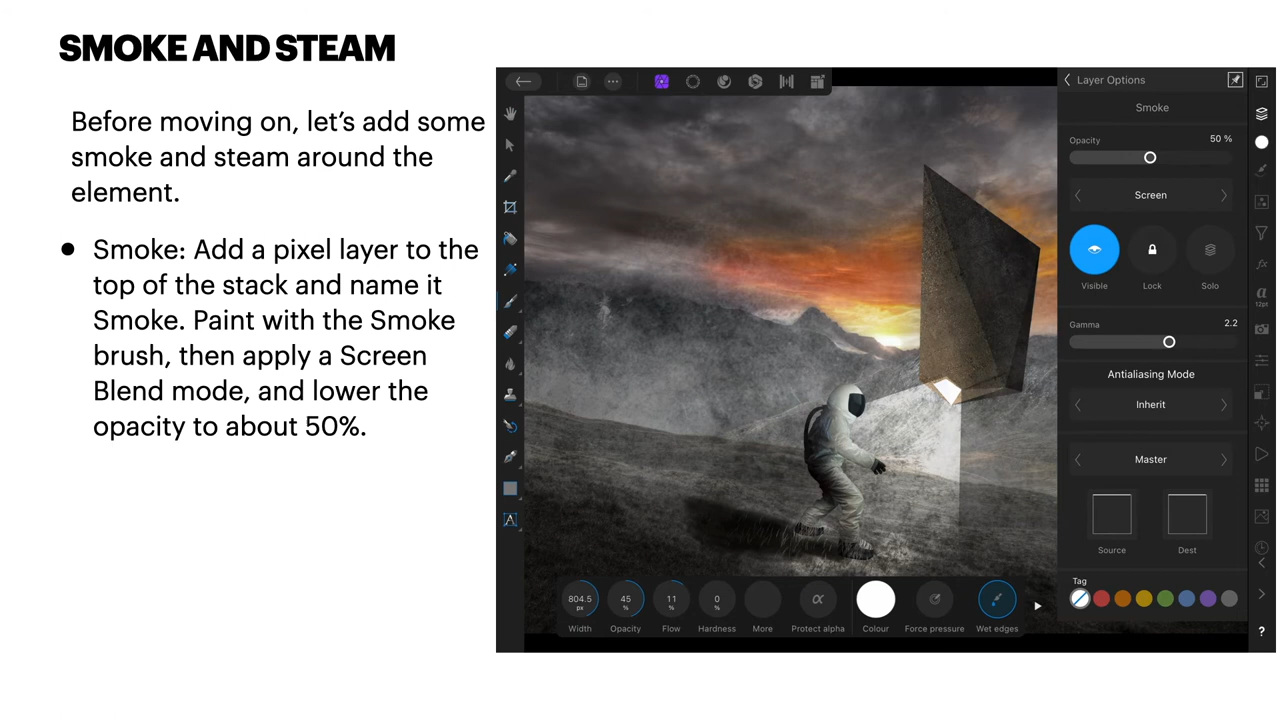 SMOKE AND STEAM
Before moving on, let’s add some
smoke and steam around the
element.
● Smoke: Add a pixel layer to the
top of the stack and name it
Smoke. Paint with the Smoke
brush, then apply a Screen
Blend mode, and lower the
opacity to about 50%.
Layer Options
Smoke
Opacity 50 %
Screen
Visible Lock Solo
Gamma 2.2
Antialiasing Mode
Inherit
Master
Source Dest
Tag
804.5 px 45 % 11 % 0 %
Width Opacity Flow Hardness More Protect alpha Colour Force pressure Wet edges
A
α
12pt
fx
?